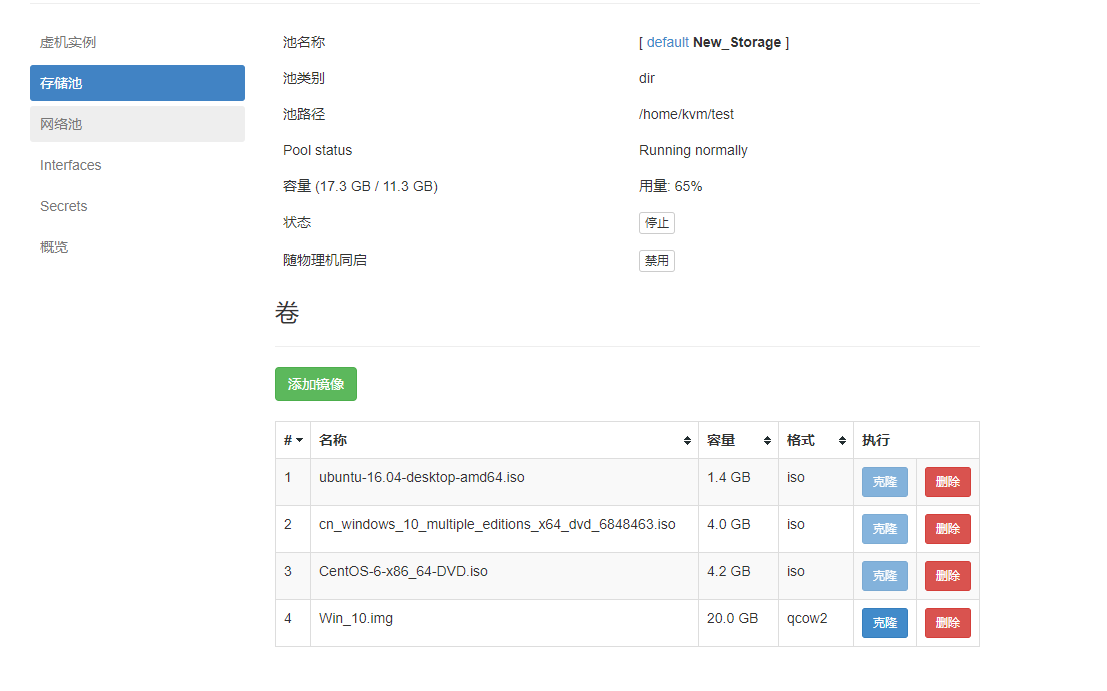 虚机实例
存储池
网络池
Interfaces
Secrets
概览
池名称 [ default New_Storage ]
池类别 dir
池路径 /home/kvm/test
Pool status Running normally
容量 (17.3 GB / 11.3 GB) 用量: 65%
状态 停止
随物理机同启 禁用
卷
添加镜像
# 名称 容量 格式 执行
1 ubuntu-16.04-desktop-amd64.iso 1.4 GB iso 克隆 删除
2 cn_windows_10_multiple_editions_x64_dvd_6848463.iso 4.0 GB iso 克隆 删除
3 CentOS-6-x86_64-DVD.iso 4.2 GB iso 克隆 删除
4 Win_10.img 20.0 GB qcow2 克隆 删除